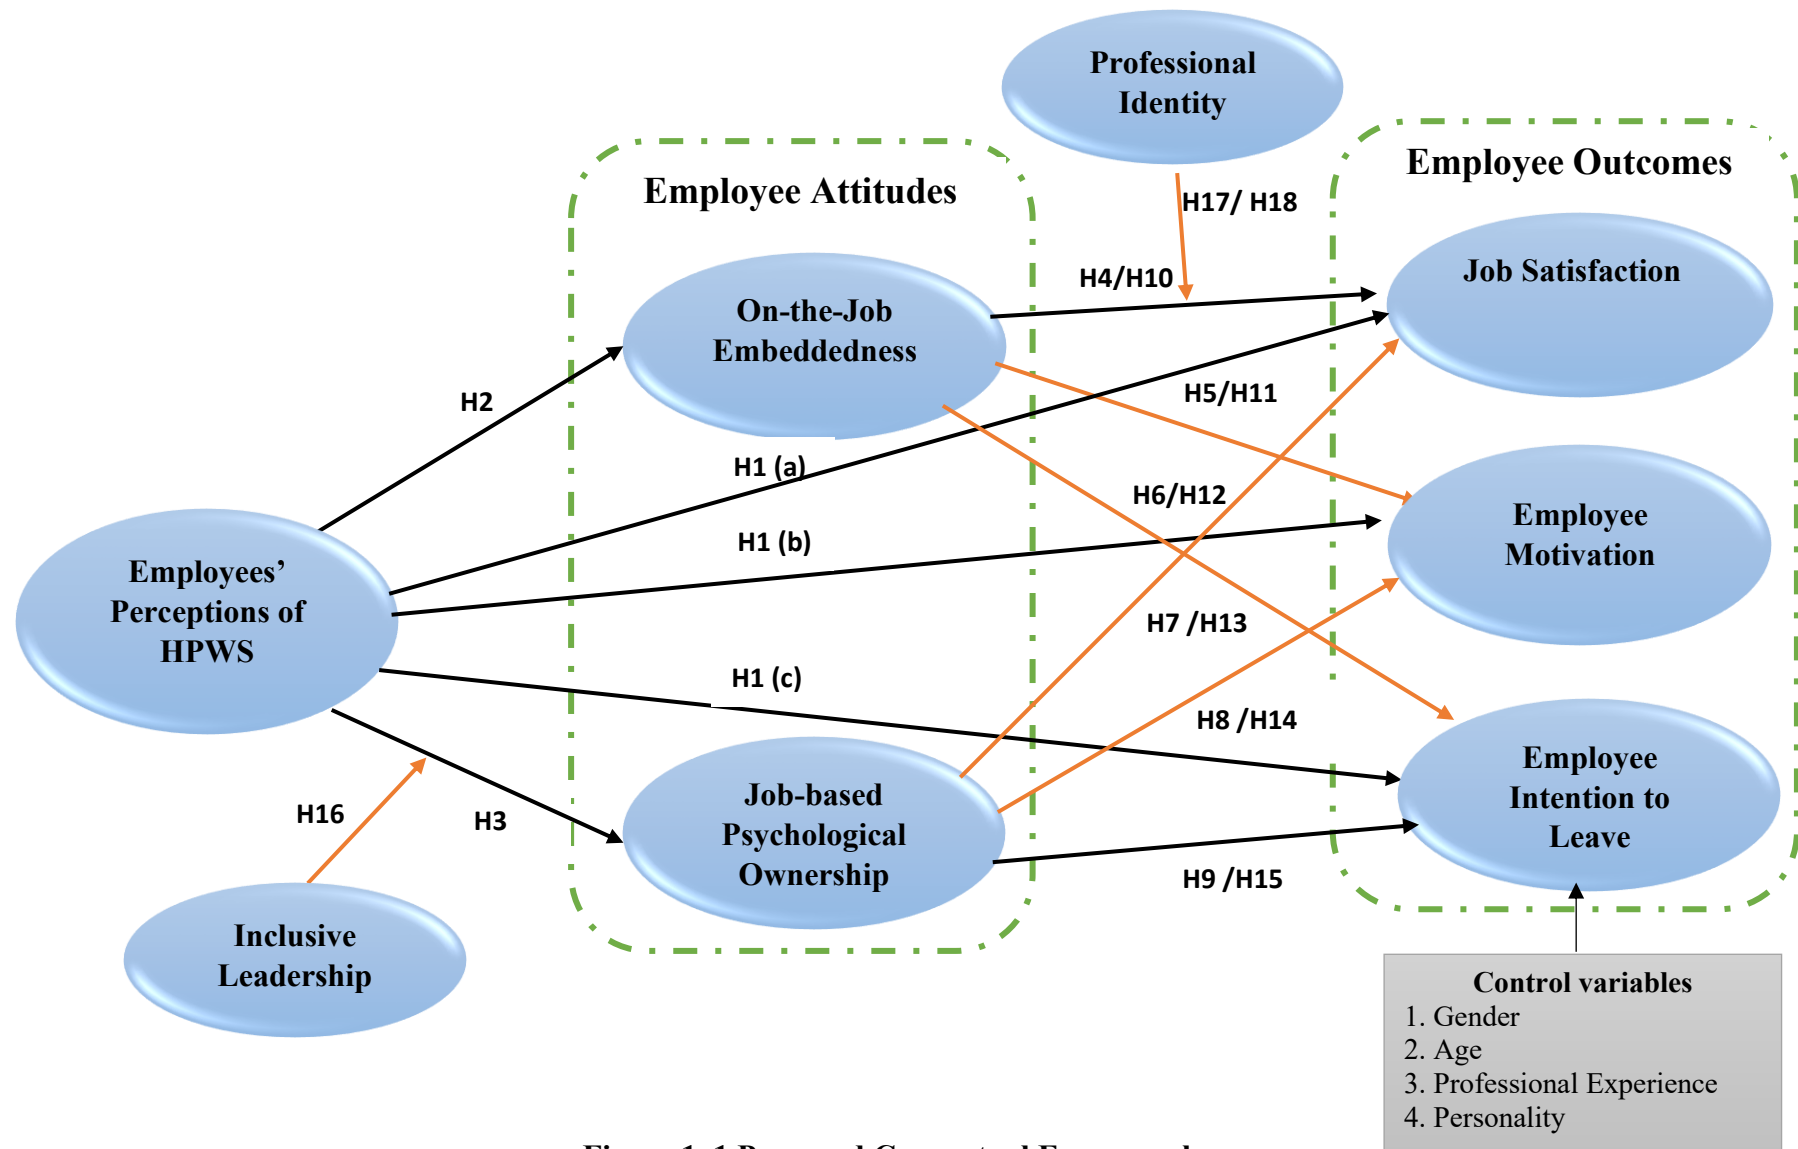 Professional
Identity
Employee Outcomes
Employee Attitudes
H17/ H18
Job Satisfaction
H4/H10
On-the-Job
Embeddedness
H5/H11
H2
H1 (a)
H6/H12
Employee
Motivation
H1 (b)
Employees’
Perceptions of
HPWS
H7 /H13
H1 (c)
H8 /H14
Employee
Intention to
Leave
Job-based
Psychological
Ownership
H16
H3
H9 /H15
Inclusive
Leadership
Control variables
1. Gender
2. Age
3. Professional Experience
4. Personality